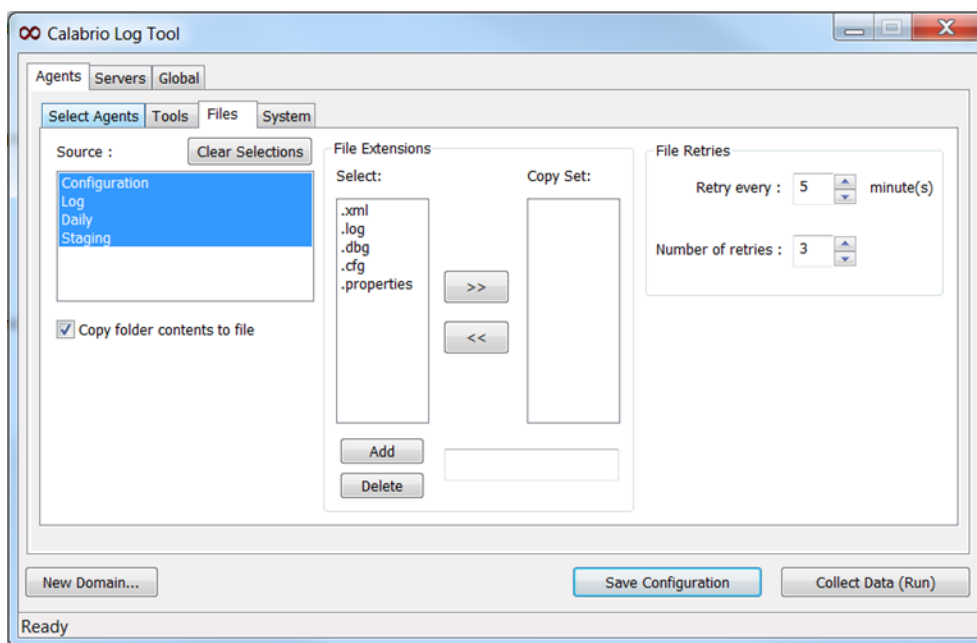 Calabrio Log Tool
Agents Servers Global
Select Agents Tools Files System
Source : Clear Selections
Configuration
Log
Daily
Staging
Copy folder contents to file
File Extensions
Select: Copy Set:
.xml
.log
.dbg
.cfg
.properties
>>
<<
Add
Delete
File Retries
Retry every : 5 minute(s)
Number of retries : 3
New Domain... Save Configuration Collect Data (Run)
Ready